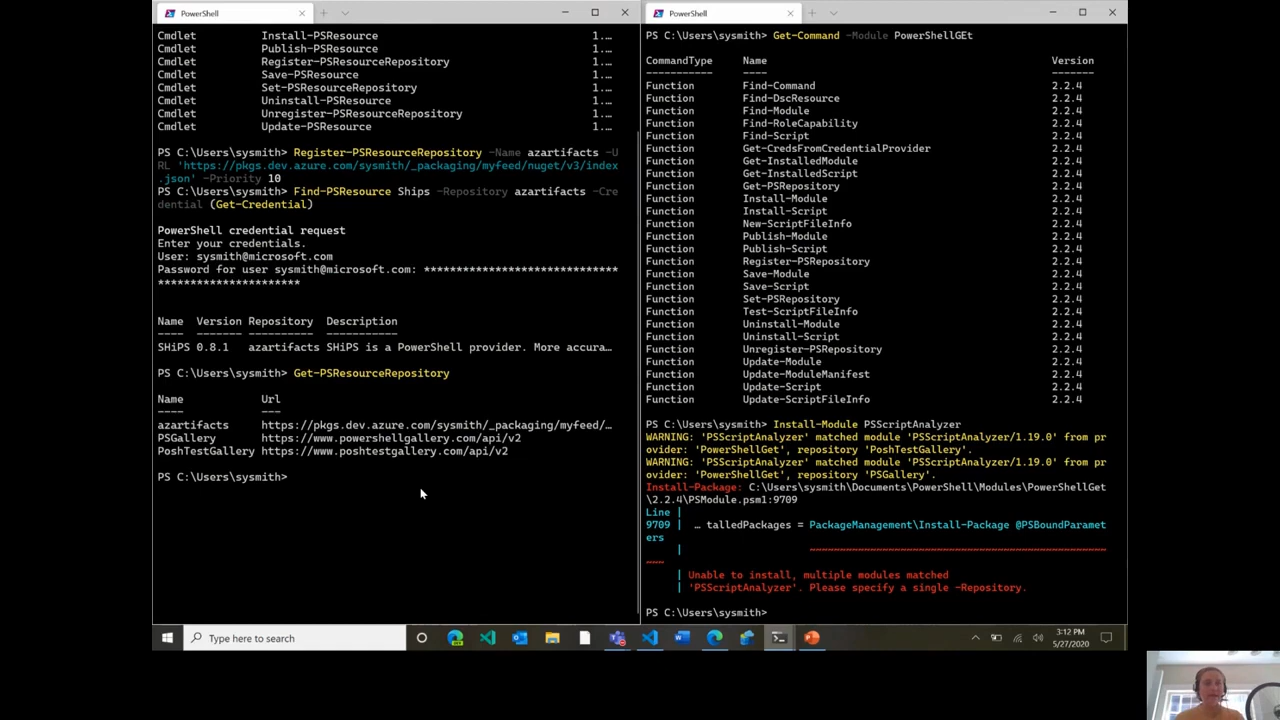 PowerShell
Cmdlet Install-PSResource 1.…
Cmdlet Publish-PSResource 1.…
Cmdlet Register-PSResourceRepository 1.…
Cmdlet Save-PSResource 1.…
Cmdlet Set-PSResourceRepository 1.…
Cmdlet Uninstall-PSResource 1.…
Cmdlet Unregister-PSResourceRepository 1.…
Cmdlet Update-PSResource 1.…
PS C:\Users\sysmith> Register-PSResourceRepository -Name azartifacts -U
RL 'https://pkgs.dev.azure.com/sysmith/_packaging/myfeed/nuget/v3/index
.json' -Priority 10
PS C:\Users\sysmith> Find-PSResource Ships -Repository azartifacts -Cre
dential (Get-Credential)
PowerShell credential request
Enter your credentials.
User: sysmith@microsoft.com
Password for user sysmith@microsoft.com: ******************************
**********************
Name Version Repository Description
---- ------- ---------- -----------
SHiPS 0.8.1 azartifacts SHiPS is a PowerShell provider. More accura…
PS C:\Users\sysmith> Get-PSResourceRepository
Name Url
---- ---
azartifacts https://pkgs.dev.azure.com/sysmith/_packaging/myfeed/…
PSGallery https://www.powershellgallery.com/api/v2
PoshTestGallery https://www.poshtestgallery.com/api/v2
PS C:\Users\sysmith>
PowerShell
PS C:\Users\sysmith> Get-Command -Module PowerShellGEt
CommandType Name Version
----------- ---- -------
Function Find-Command 2.2.4
Function Find-DscResource 2.2.4
Function Find-Module 2.2.4
Function Find-RoleCapability 2.2.4
Function Find-Script 2.2.4
Function Get-CredsFromCredentialProvider 2.2.4
Function Get-InstalledModule 2.2.4
Function Get-InstalledScript 2.2.4
Function Get-PSRepository 2.2.4
Function Install-Module 2.2.4
Function Install-Script 2.2.4
Function New-ScriptFileInfo 2.2.4
Function Publish-Module 2.2.4
Function Publish-Script 2.2.4
Function Register-PSRepository 2.2.4
Function Save-Module 2.2.4
Function Save-Script 2.2.4
Function Set-PSRepository 2.2.4
Function Test-ScriptFileInfo 2.2.4
Function Uninstall-Module 2.2.4
Function Uninstall-Script 2.2.4
Function Unregister-PSRepository 2.2.4
Function Update-Module 2.2.4
Function Update-ModuleManifest 2.2.4
Function Update-Script 2.2.4
Function Update-ScriptFileInfo 2.2.4
PS C:\Users\sysmith> Install-Module PSScriptAnalyzer
WARNING: 'PSScriptAnalyzer' matched module 'PSScriptAnalyzer/1.19.0' from pr
ovider: 'PowerShellGet', repository 'PoshTestGallery'.
WARNING: 'PSScriptAnalyzer' matched module 'PSScriptAnalyzer/1.19.0' from pr
ovider: 'PowerShellGet', repository 'PSGallery'.
Install-Package: C:\Users\sysmith\Documents\PowerShell\Modules\PowerShellGet
\2.2.4\PSModule.psm1:9709
Line |
9709 | … talledPackages = PackageManagement\Install-Package @PSBoundParamet
ers
| ~~~~~~~~~~~~~~~~~~~~~~~~~~~~~~~~~~~~~~~~~~~~~~~~~
~~~
| Unable to install, multiple modules matched
| 'PSScriptAnalyzer'. Please specify a single -Repository.
PS C:\Users\sysmith>
Type here to search
3:12 PM
5/27/2020